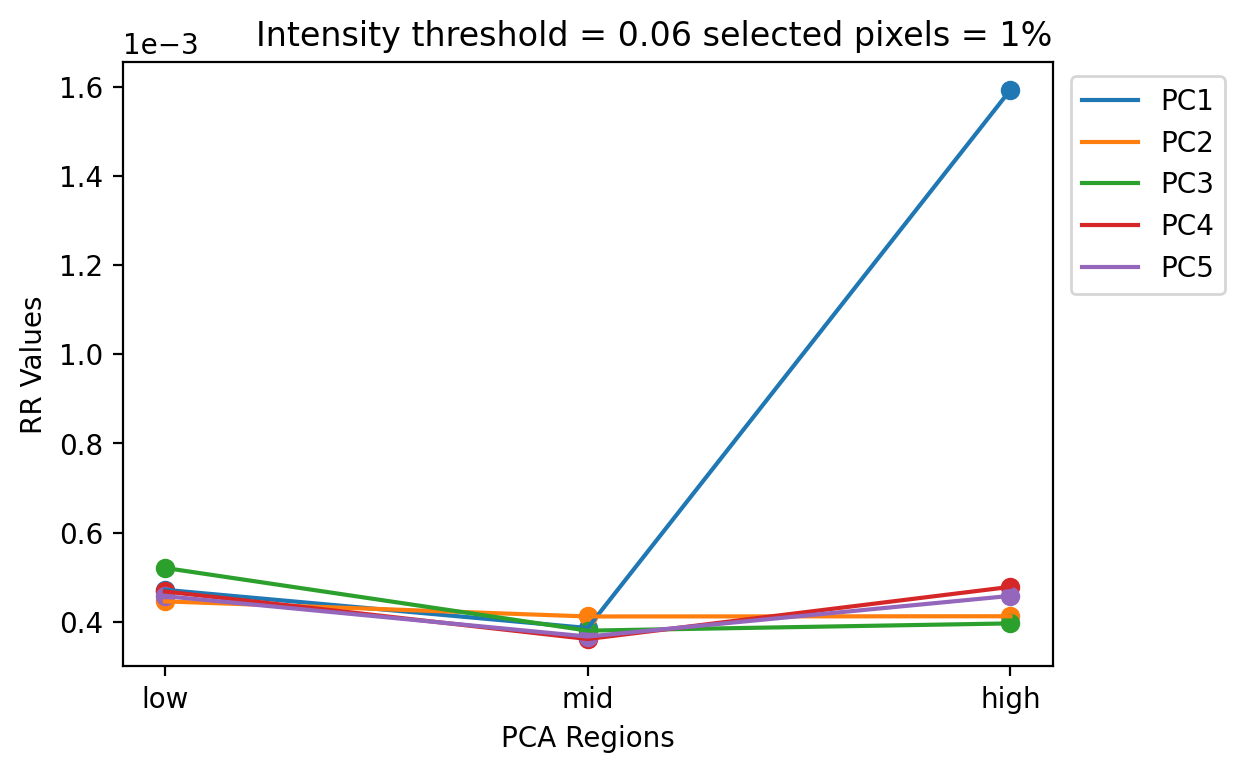 Intensity threshold = 0.06 selected pixels = 1%
1e−3
1.6
1.4
1.2
1.0
0.8
0.6
0.4
RR Values
low
mid
high
PCA Regions
PC1
PC2
PC3
PC4
PC5